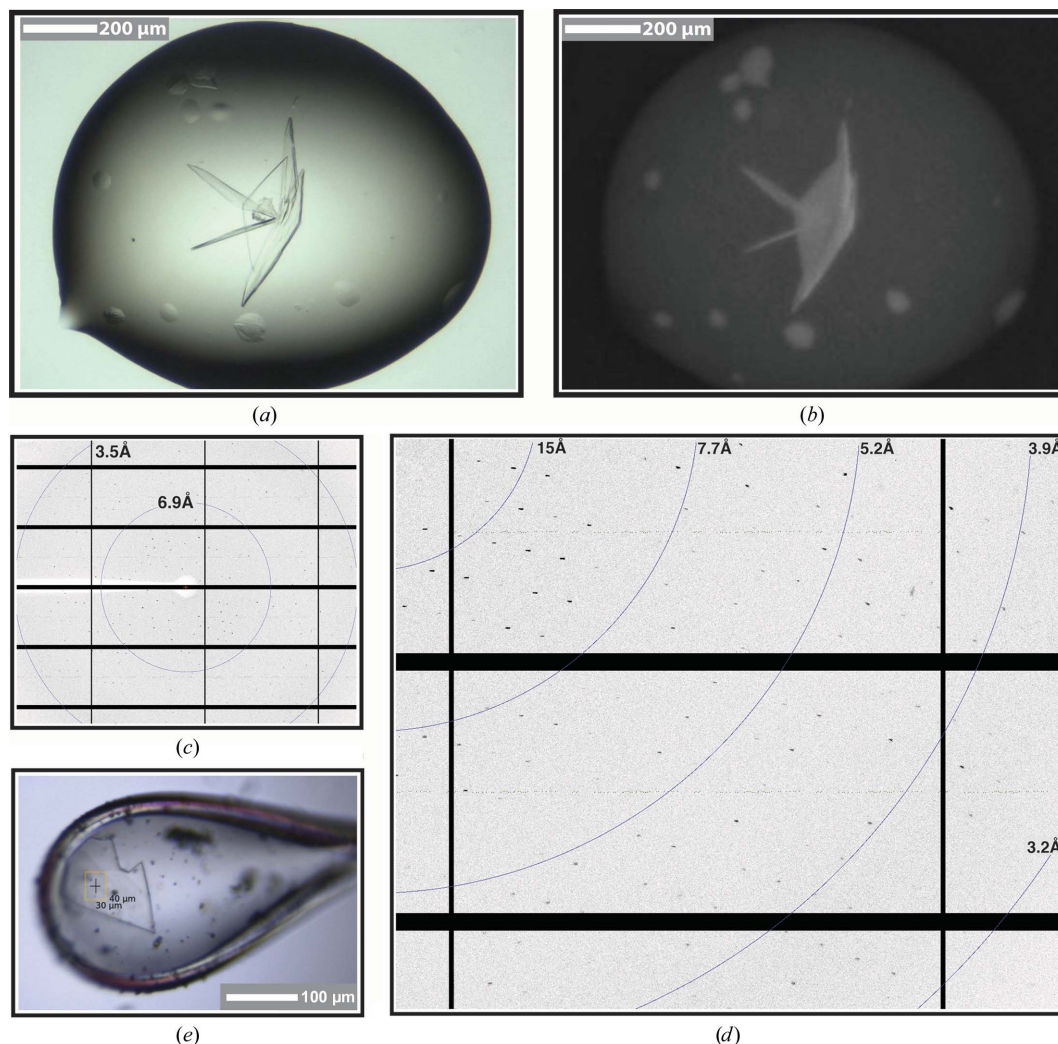 200 µm
200 µm
(a)
(b)
3.5Å
6.9Å
(c)
15Å
7.7Å
5.2Å
3.9Å
3.2Å
40 µm
30 µm
100 µm
(e)
(d)